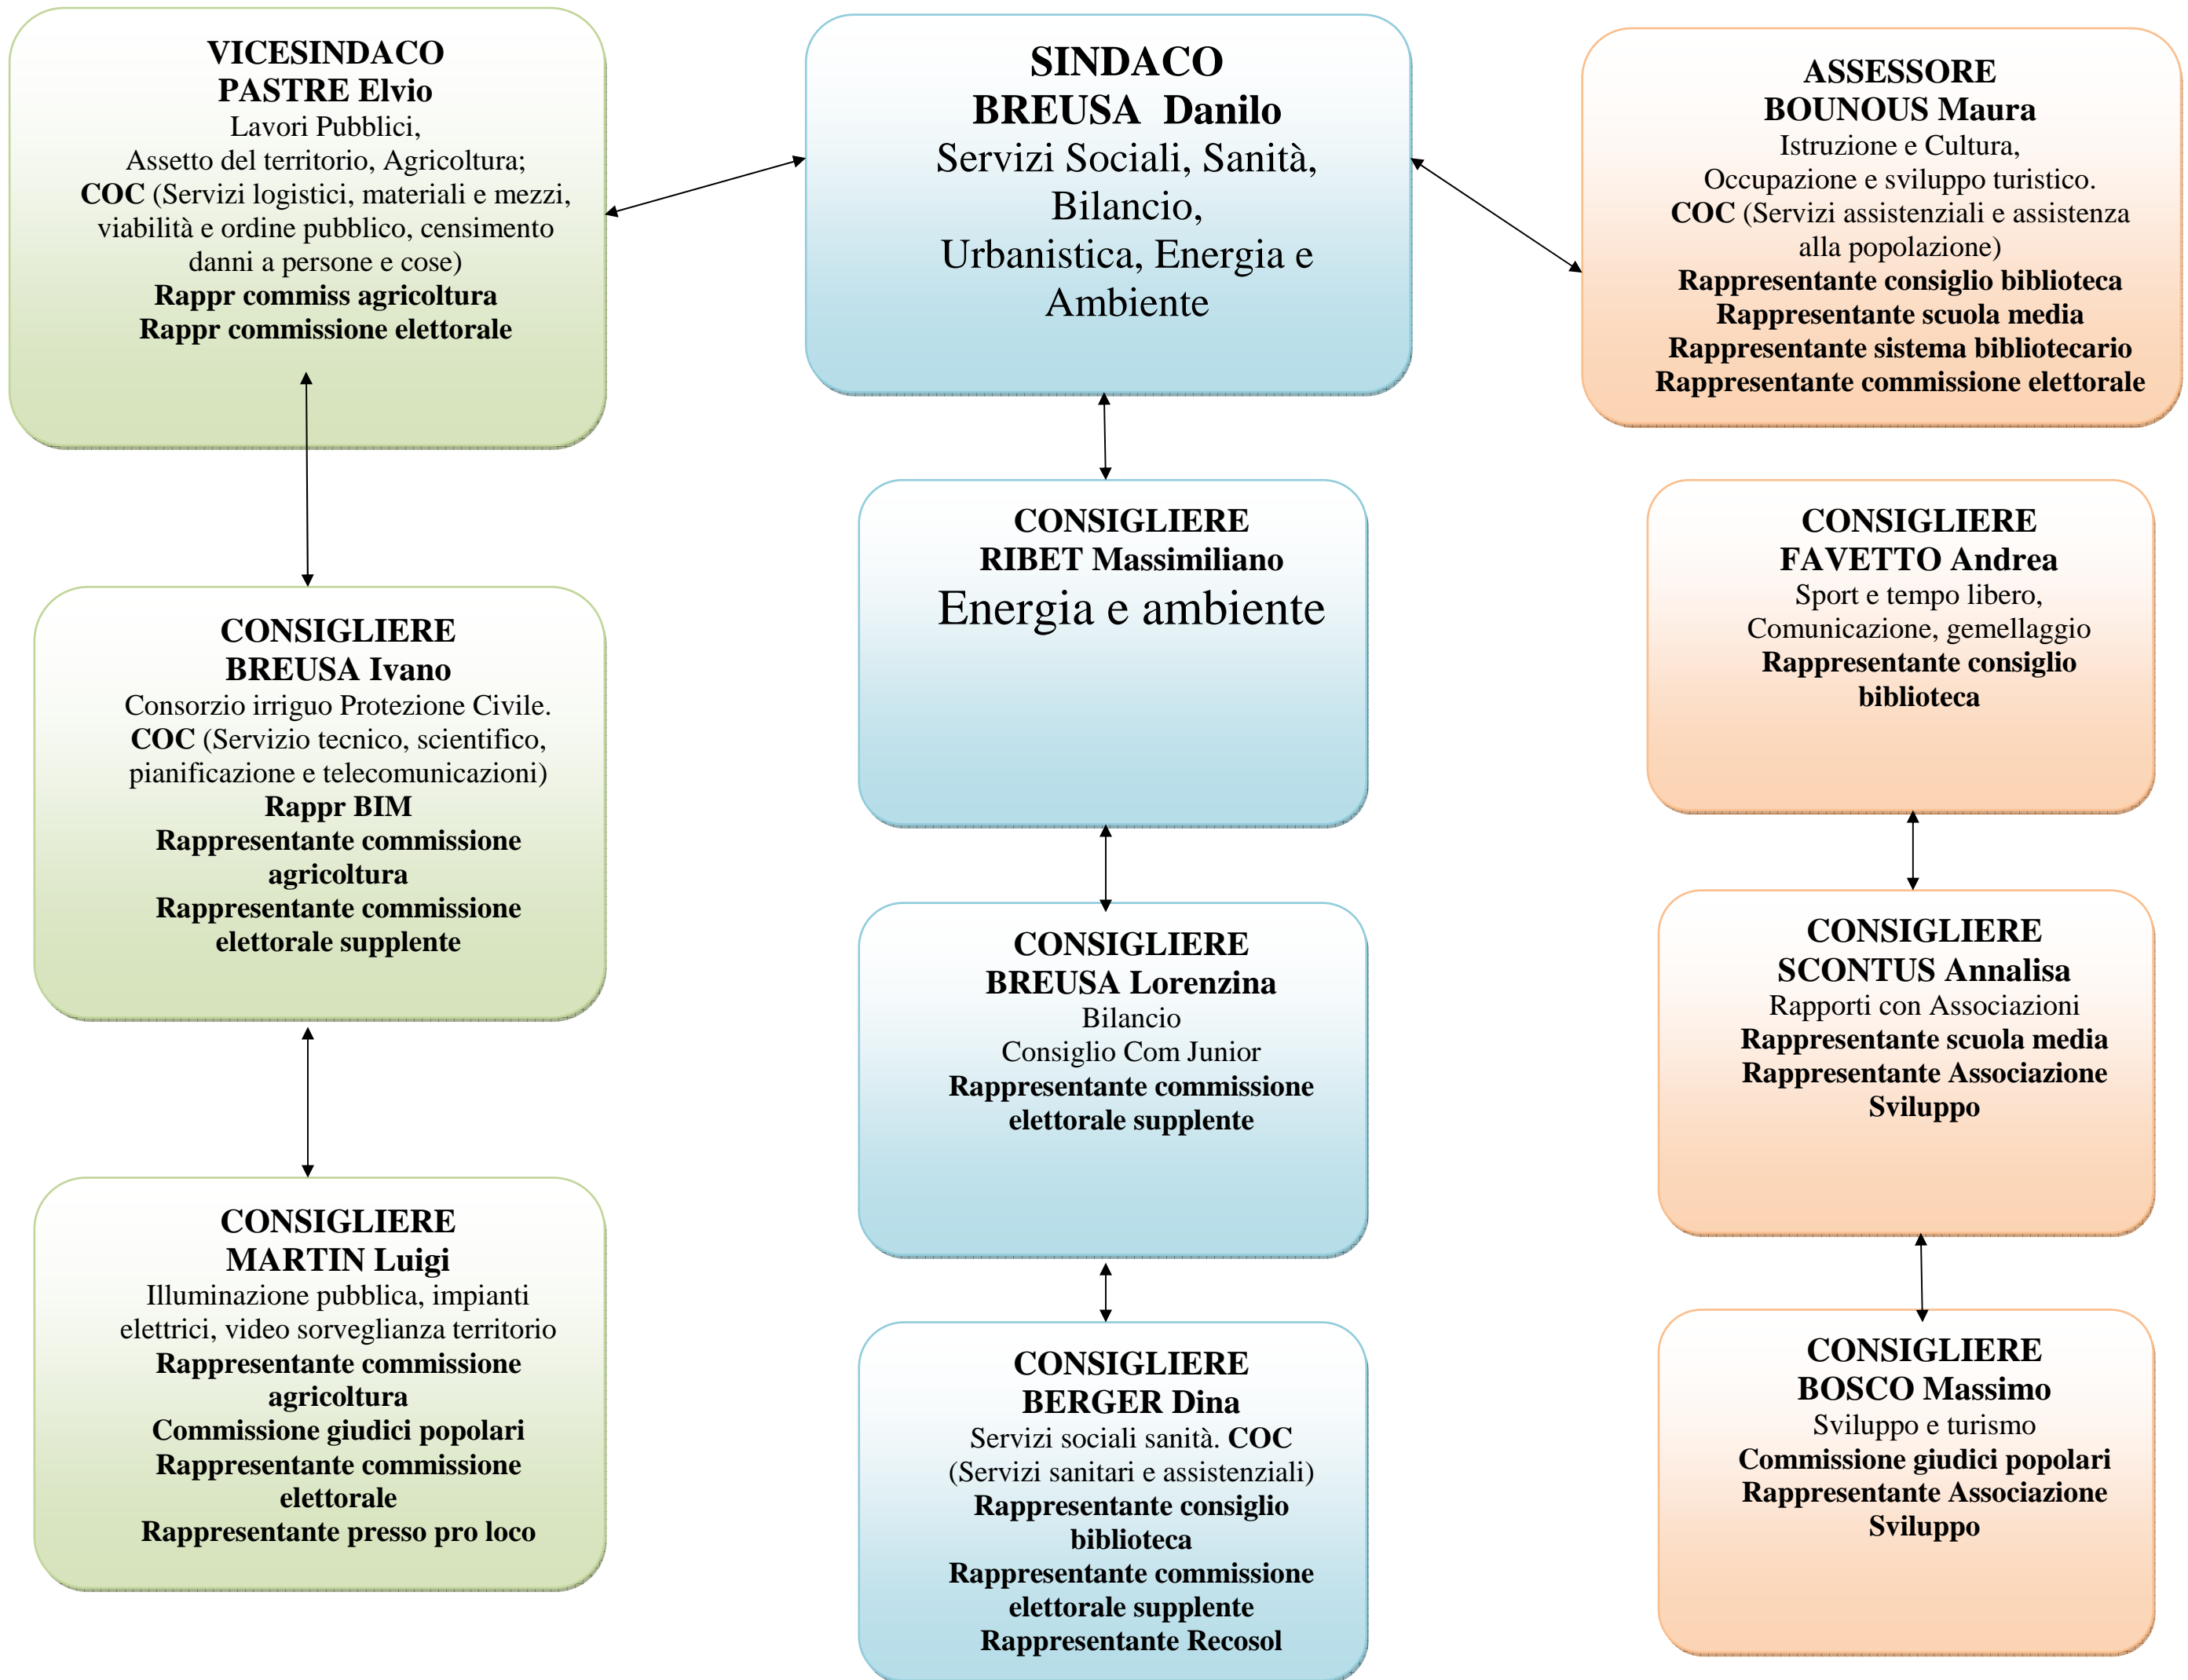 VICESINDACO
PASTRE Elvio
Lavori Pubblici,
Assetto del territorio, Agricoltura;
COC (Servizi logistici, materiali e mezzi,
viabilità e ordine pubblico, censimento
danni a persone e cose)
Rappr commiss agricoltura
Rappr commissione elettorale
SINDACO
BREUSA Danilo
Servizi Sociali, Sanità,
Bilancio,
Urbanistica, Energia e
Ambiente
ASSESSORE
BOUNOUS Maura
Istruzione e Cultura,
Occupazione e sviluppo turistico.
COC (Servizi assistenziali e assistenza
alla popolazione)
Rappresentante consiglio biblioteca
Rappresentante scuola media
Rappresentante sistema bibliotecario
Rappresentante commissione elettorale
CONSIGLIERE
BREUSA Ivano
Consorzio irriguo Protezione Civile.
COC (Servizio tecnico, scientifico,
pianificazione e telecomunicazioni)
Rappr BIM
Rappresentante commissione
agricoltura
Rappresentante commissione
elettorale supplente
CONSIGLIERE
RIBET Massimiliano
Energia e ambiente
CONSIGLIERE
FAVETTO Andrea
Sport e tempo libero,
Comunicazione, gemellaggio
Rappresentante consiglio
biblioteca
CONSIGLIERE
BREUSA Lorenzina
Bilancio
Consiglio Com Junior
Rappresentante commissione
elettorale supplente
CONSIGLIERE
SCONTUS Annalisa
Rapporti con Associazioni
Rappresentante scuola media
Rappresentante Associazione
Sviluppo
CONSIGLIERE
MARTIN Luigi
Illuminazione pubblica, impianti
elettrici, video sorveglianza territorio
Rappresentante commissione
agricoltura
Commissione giudici popolari
Rappresentante commissione
elettorale
Rappresentante presso pro loco
CONSIGLIERE
BERGER Dina
Servizi sociali sanità. COC
(Servizi sanitari e assistenziali)
Rappresentante consiglio
biblioteca
Rappresentante commissione
elettorale supplente
Rappresentante Recosol
CONSIGLIERE
BOSCO Massimo
Sviluppo e turismo
Commissione giudici popolari
Rappresentante Associazione
Sviluppo